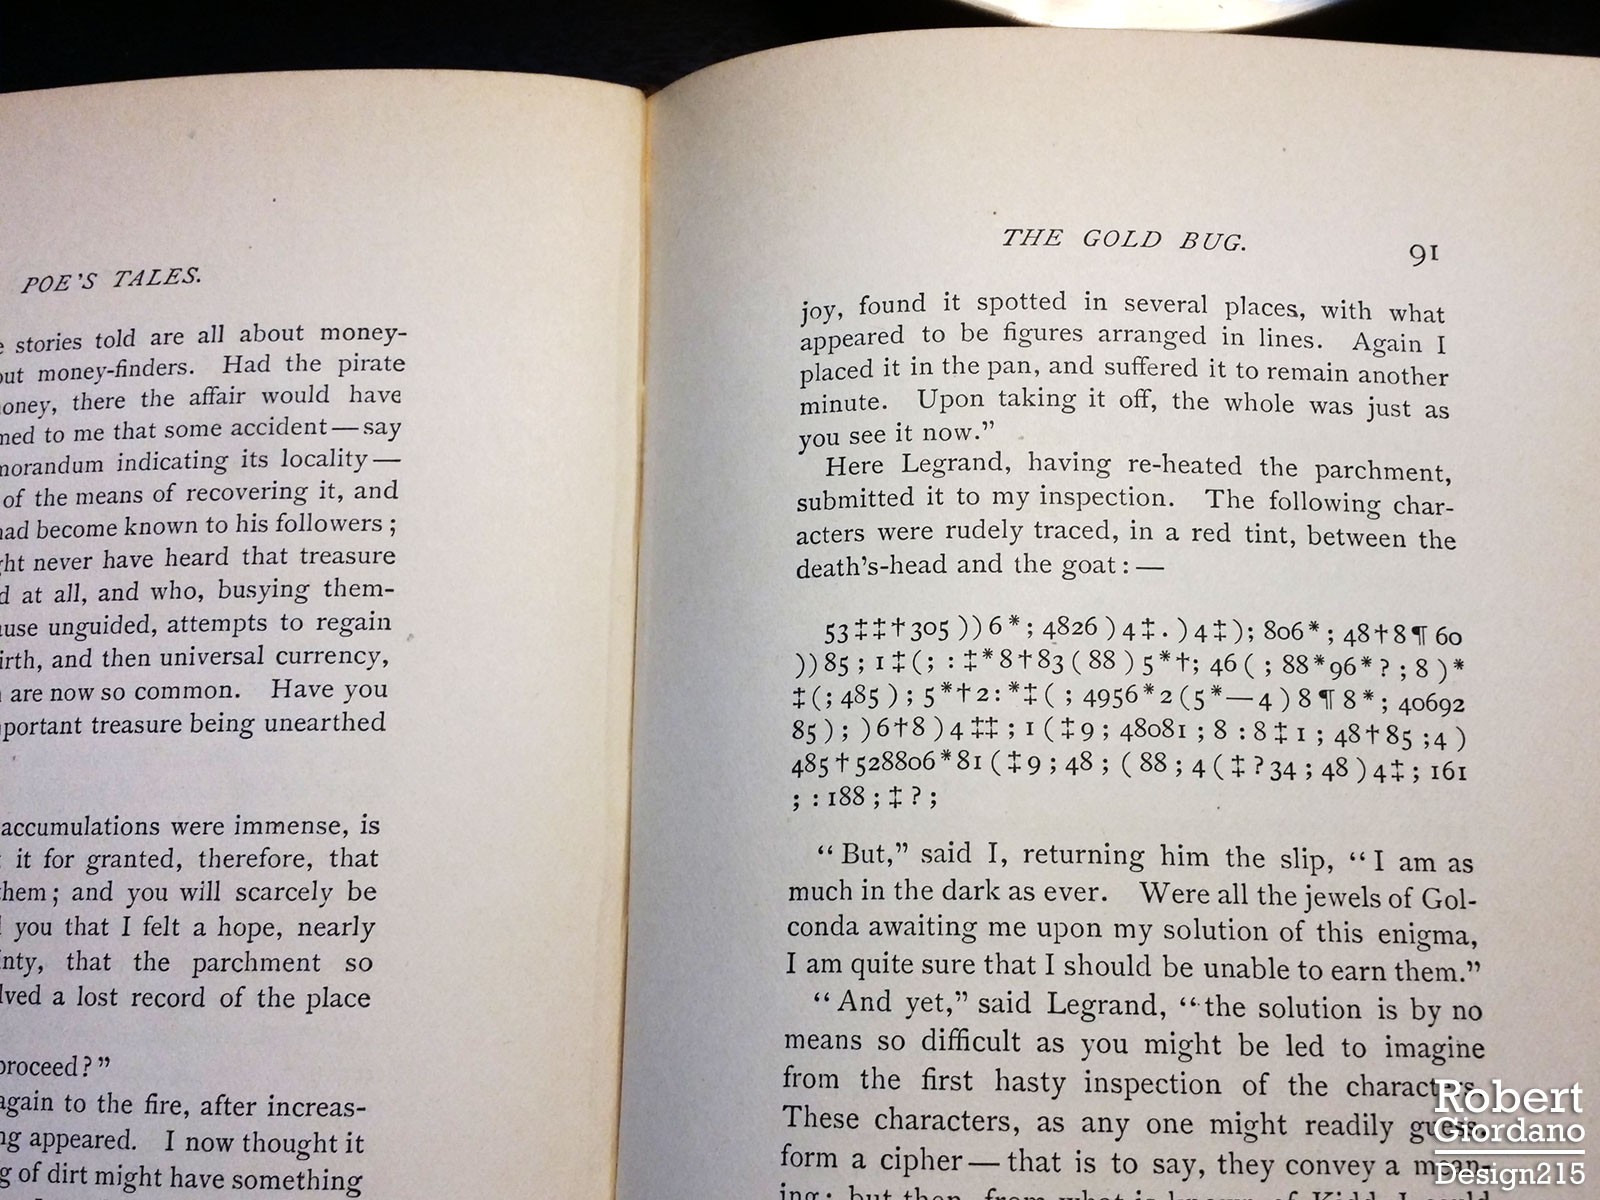 POE'S TALES.
stories told are all about money-
out money-finders. Had the pirate
money, there the affair would have
to me that some accident—say
indicating its locality—
of the means of recovering it, and
had become known to his followers;
never have heard that treasure
at all, and who, busying them-
unguided, attempts to regain
and then universal currency,
are now so common. Have you
important treasure being unearthed
accumulations were immense, is
it for granted, therefore, that
them; and you will scarcely be
you that I felt a hope, nearly
that the parchment so
a lost record of the place
proceed?"
again to the fire, after increas-
appeared. I now thought it
of dirt might have something
THE GOLD BUG. 91
joy, found it spotted in several places, with what
appeared to be figures arranged in lines. Again I
placed it in the pan, and suffered it to remain another
minute. Upon taking it off, the whole was just as
you see it now."
Here Legrand, having re-heated the parchment,
submitted it to my inspection. The following char-
acters were rudely traced, in a red tint, between the
death's-head and the goat:—
53‡‡†305))6*;4826)4‡.)4‡);806*;48†8¶60
))85;1‡(;:‡*8†83(88)5*†;46(;88*96*?;8)*
‡(;485);5*†2:*‡(;4956*2(5*—4)8¶8*;40692
85);)6†8)4‡‡;1(‡9;48081;8:8‡1;48†85;4)
485†528806*81(‡9;48;(88;4(‡?34;48)4‡;161
;:188;‡?;
"But," said I, returning him the slip, "I am as
much in the dark as ever. Were all the jewels of Gol-
conda awaiting me upon my solution of this enigma,
I am quite sure that I should be unable to earn them."
"And yet," said Legrand, "the solution is by no
means so difficult as you might be led to imagine
from the first hasty inspection of the characters.
These characters, as any one might readily guess,
form a cipher—that is to say, they convey a mean-
Robert
Giordano
Design215